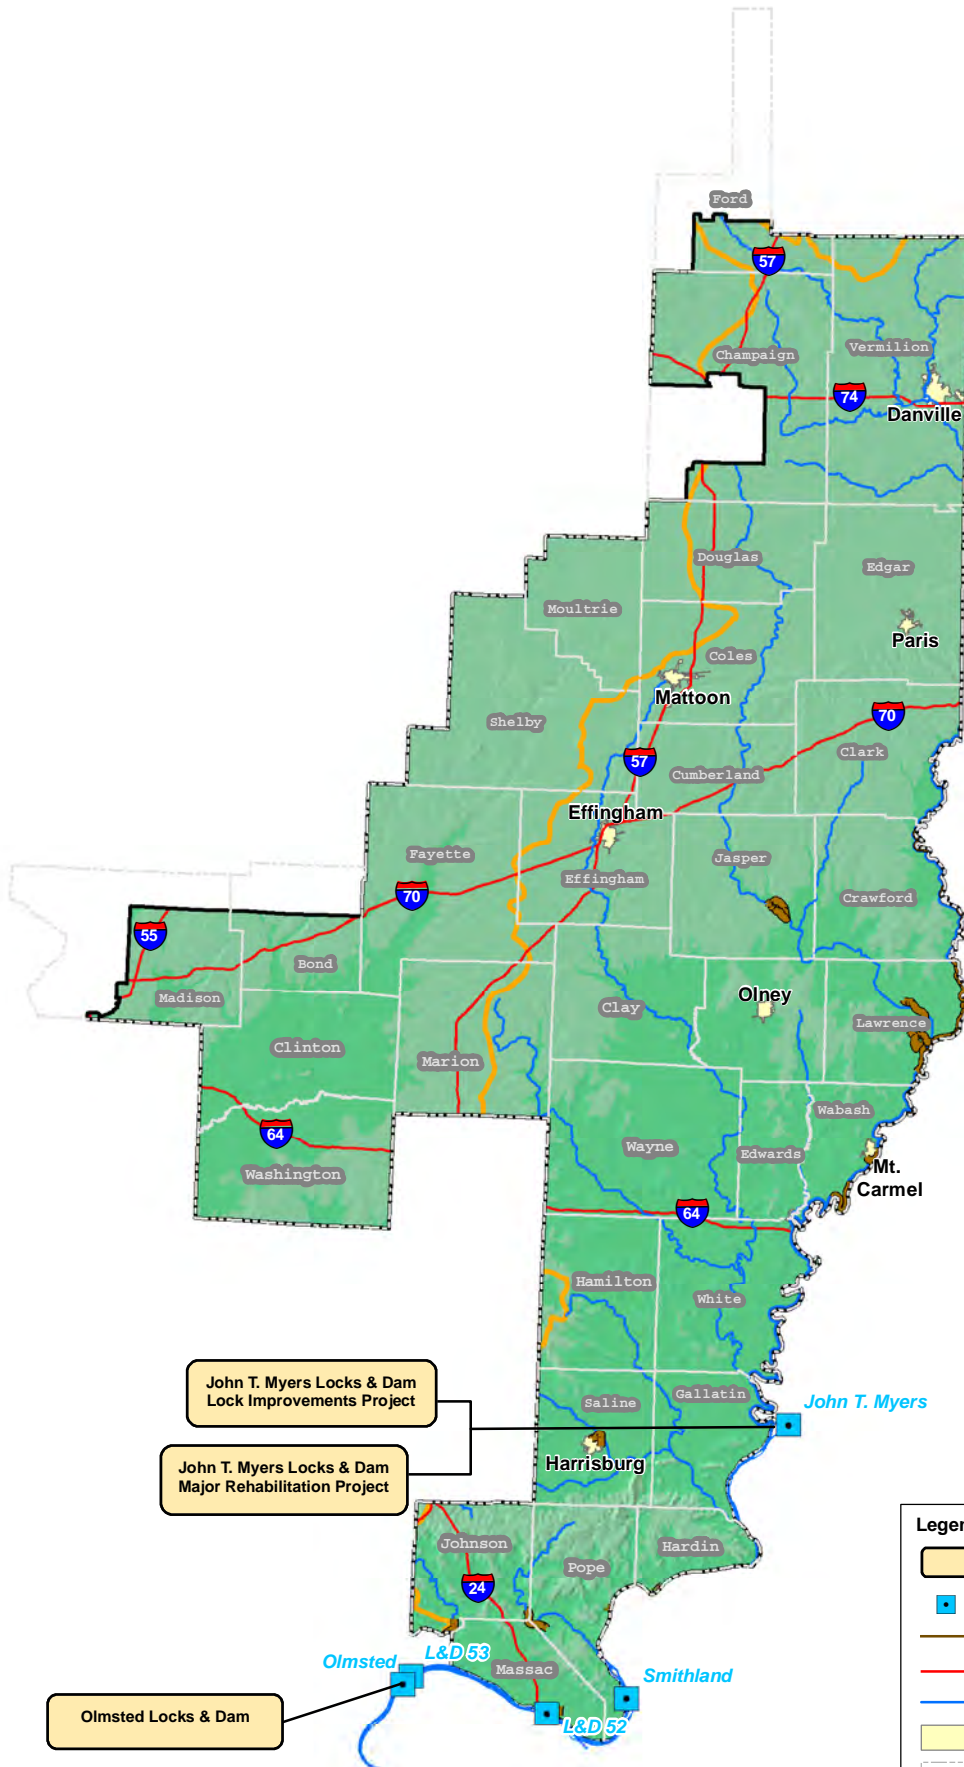 Ford
57
Champaign
Vermilion
74
Danville
Douglas
Edgar
Moultrie
Paris
Coles
Mattoon
Shelby
70
57
Clark
Cumberland
Effingham
Fayette
Jasper
Effingham
70
Crawford
55
Bond
Madison
Olney
Clay
Lawrence
Clinton
Marion
Wabash
64
Wayne
Edwards
Washington
Mt.
Carmel
64
Hamilton
White
John T. Myers Locks & Dam
Lock Improvements Project
Gallatin
Saline
John T. Myers
Harrisburg
John T. Myers Locks & Dam
Major Rehabilitation Project
Legen
Johnson
Hardin
Pope
24
L&D 53
Olmsted
Massac
Smithland
Olmsted Locks & Dam
L&D 52